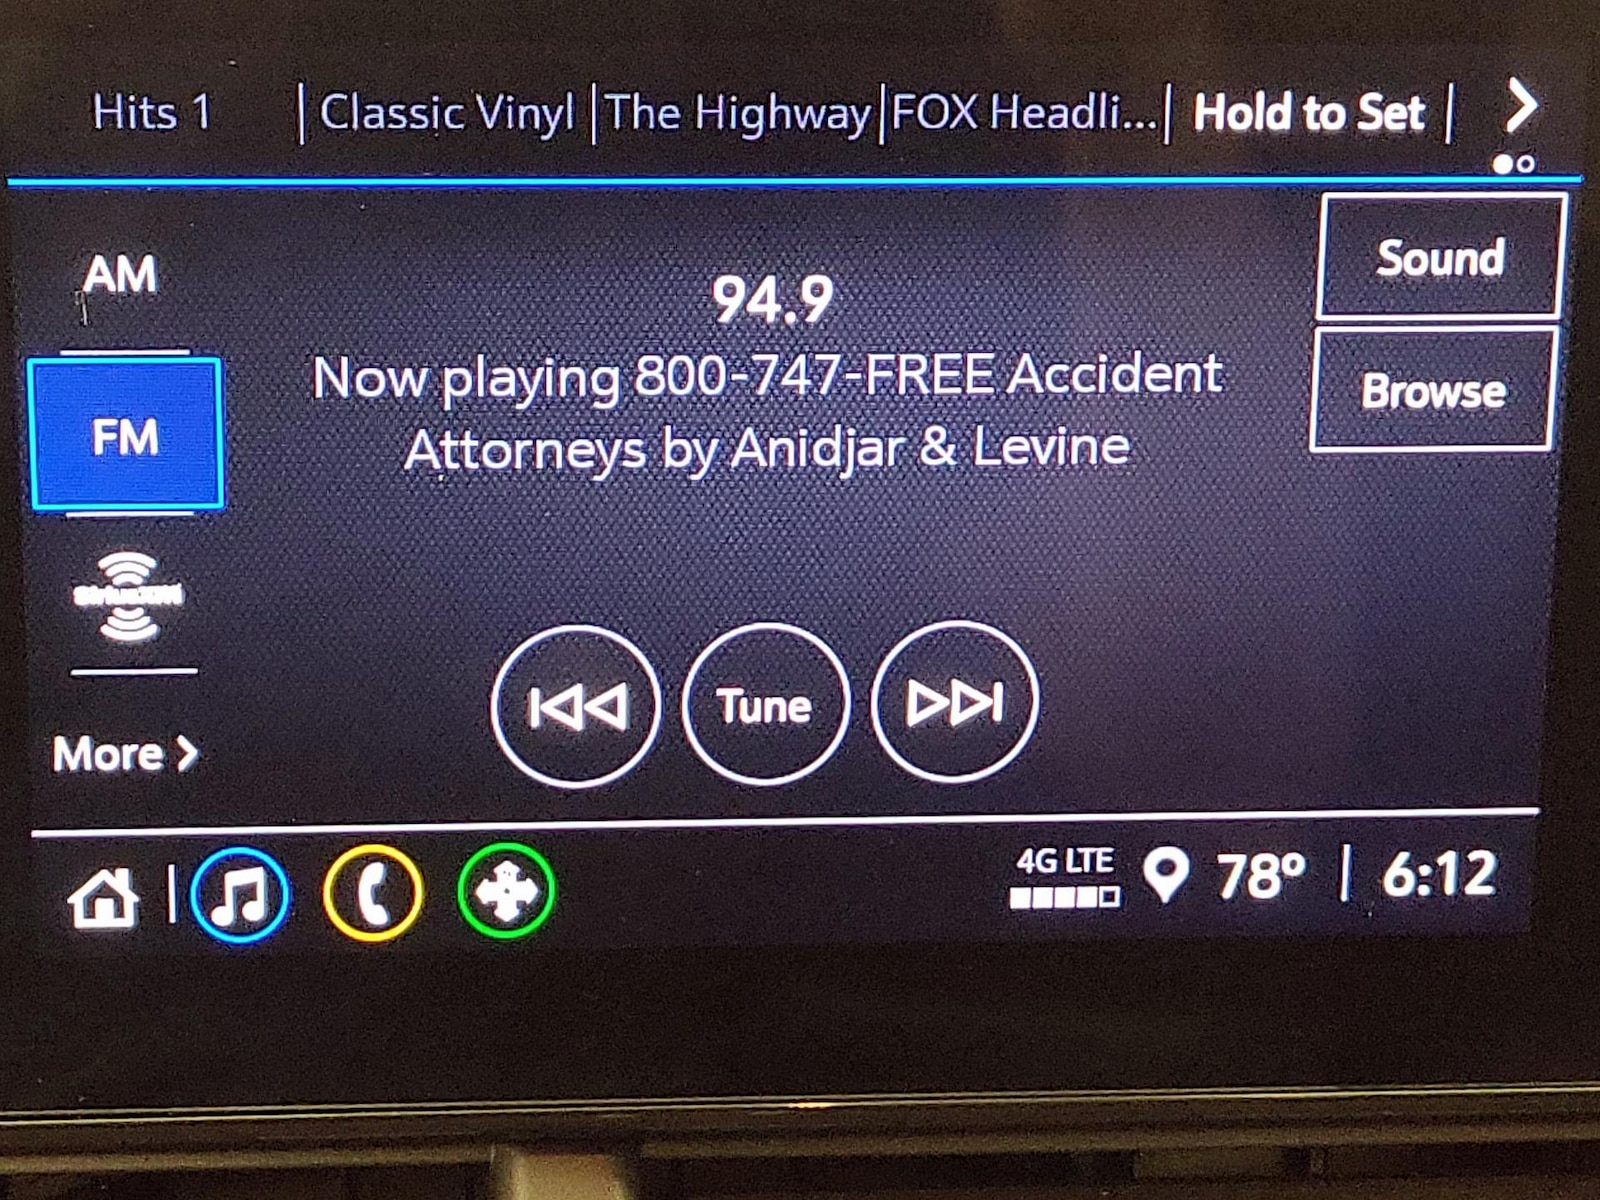 Hits 1 | Classic Vinyl | The Highway | FOX Headli... | Hold to Set |
Sound
AM
94.9
Now playing 800-747-FREE Accident
Browse
FM
Attorneys by Anidjar & Levine
SiriusXM
Tune
More
4G LTE
78° | 6:12